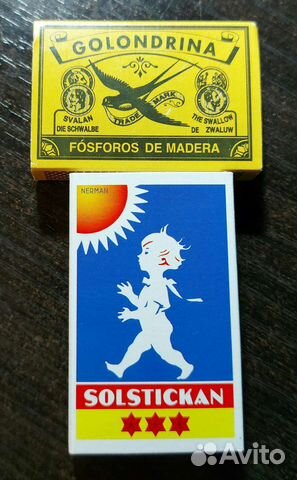 GOLONDRINA
TRADE MARK
SVALAN
DIE SCHWALBE
THE SWALLOW
DE ZWALUW
FÓSFOROS DE MADERA
NERMAN
SOLSTICKAN
Avito